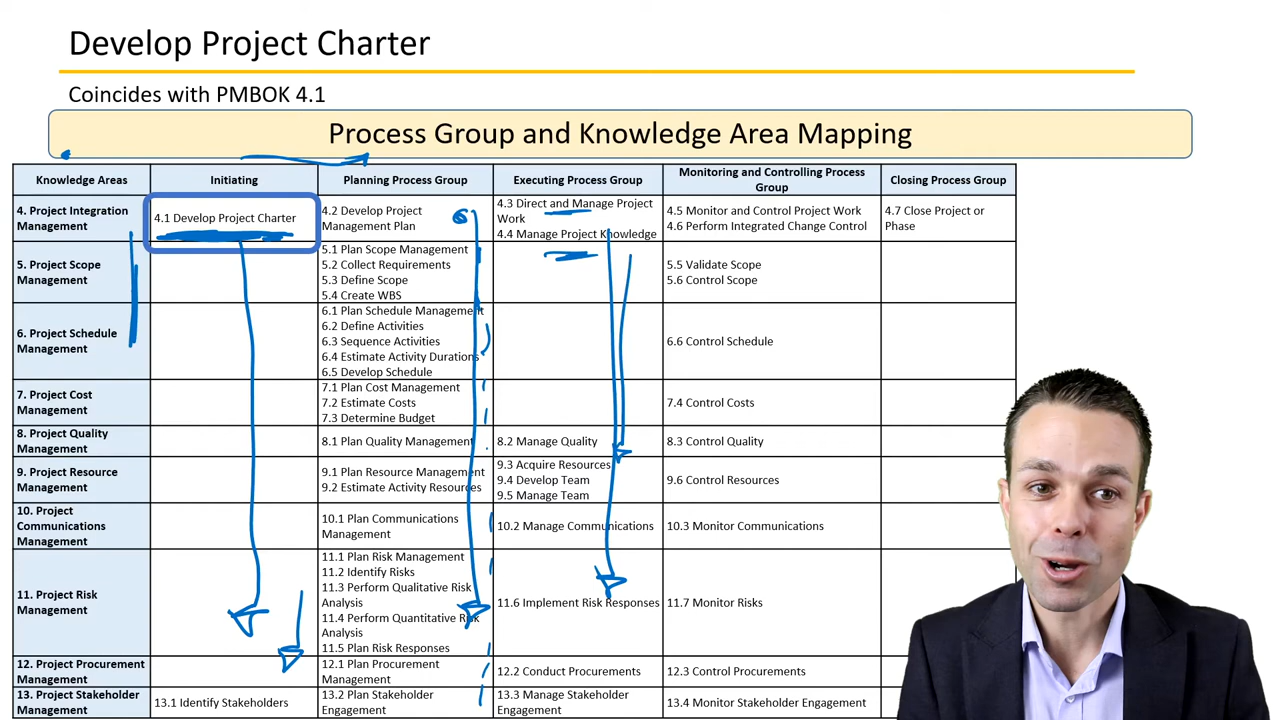 Develop Project Charter
Coincides with PMBOK 4.1
Process Group and Knowledge Area Mapping
Knowledge Areas
Initiating
Planning Process Group
Executing Process Group
Monitoring and Controlling Process
Group
Closing Process Group
4. Project Integration
Management
4.1 Develop Project Charter
4.2 Develop Project
Management Plan
4.3 Direct and Manage Project
Work
4.4 Manage Project Knowledge
4.5 Monitor and Control Project Work
4.6 Perform Integrated Change Control
4.7 Close Project or
Phase
5. Project Scope
Management
5.1 Plan Scope Management
5.2 Collect Requirements
5.3 Define Scope
5.4 Create WBS
5.5 Validate Scope
5.6 Control Scope
6. Project Schedule
Management
6.1 Plan Schedule Management
6.2 Define Activities
6.3 Sequence Activities
6.4 Estimate Activity Durations
6.5 Develop Schedule
6.6 Control Schedule
7. Project Cost
Management
7.1 Plan Cost Management
7.2 Estimate Costs
7.3 Determine Budget
7.4 Control Costs
8. Project Quality
Management
8.1 Plan Quality Management
8.2 Manage Quality
8.3 Control Quality
9. Project Resource
Management
9.1 Plan Resource Management
9.2 Estimate Activity Resources
9.3 Acquire Resources
9.4 Develop Team
9.5 Manage Team
9.6 Control Resources
10. Project
Communications
Management
10.1 Plan Communications
Management
10.2 Manage Communications
10.3 Monitor Communications
11. Project Risk
Management
11.1 Plan Risk Management
11.2 Identify Risks
11.3 Perform Qualitative Risk
Analysis
11.4 Perform Quantitative Risk
Analysis
11.5 Plan Risk Responses
11.6 Implement Risk Responses
11.7 Monitor Risks
12. Project Procurement
Management
12.1 Plan Procurement
Management
12.2 Conduct Procurements
12.3 Control Procurements
13. Project Stakeholder
Management
13.1 Identify Stakeholders
13.2 Plan Stakeholder
Engagement
13.3 Manage Stakeholder
Engagement
13.4 Monitor Stakeholder Engagement